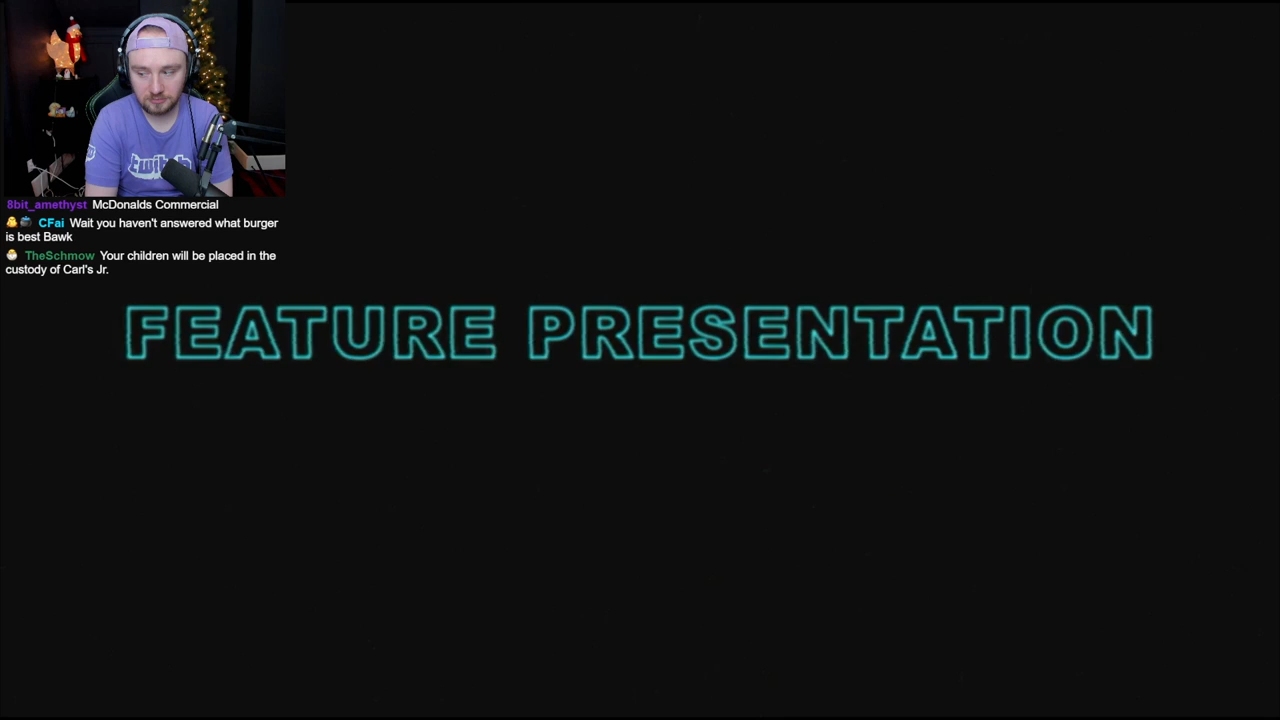 twitch
8bit_amethyst McDonalds Commercial
CFai Wait you haven't answered what burger
is best Bawk
TheSchmow Your children will be placed in the
custody of Carl's Jr.
FEATURE PRESENTATION